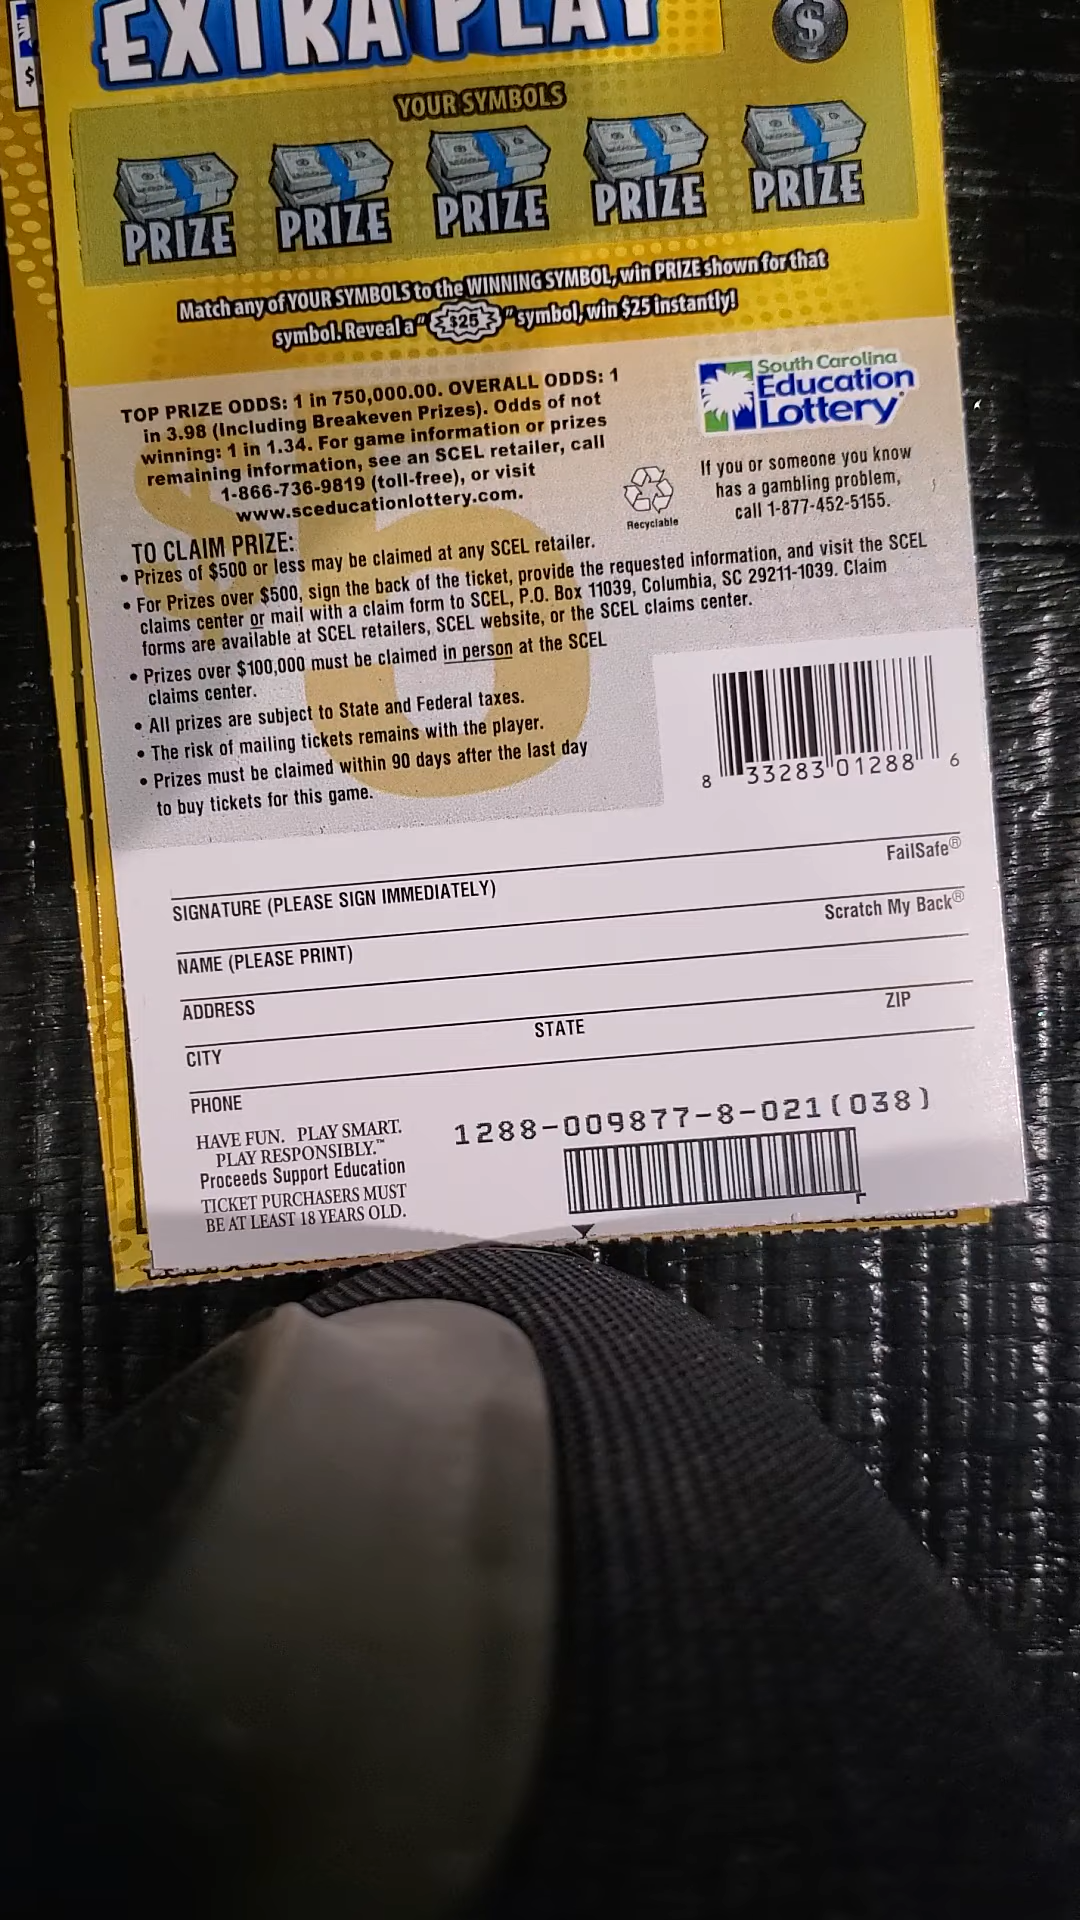 EXTRA PLAY
$
$
YOUR SYMBOLS
PRIZE PRIZE PRIZE PRIZE PRIZE
Match any of YOUR SYMBOLS to the WINNING SYMBOL, win PRIZE shown for that
symbol. Reveal a "$25" symbol, win $25 instantly!
TOP PRIZE ODDS: 1 in 750,000.00. OVERALL ODDS: 1
in 3.98 (Including Breakeven Prizes). Odds of not
winning: 1 in 1.34. For game information or prizes
remaining information, see an SCEL retailer, call
1-866-736-9819 (toll-free), or visit
www.sceducationlottery.com.
South Carolina
Education
Lottery
Recyclable
If you or someone you know
has a gambling problem,
call 1-877-452-5155.
$5
TO CLAIM PRIZE:
• Prizes of $500 or less may be claimed at any SCEL retailer.
• For Prizes over $500, sign the back of the ticket, provide the requested information, and visit the SCEL
claims center or mail with a claim form to SCEL, P.O. Box 11039, Columbia, SC 29211-1039. Claim
forms are available at SCEL retailers, SCEL website, or the SCEL claims center.
• Prizes over $100,000 must be claimed in person at the SCEL
claims center.
• All prizes are subject to State and Federal taxes.
• The risk of mailing tickets remains with the player.
• Prizes must be claimed within 90 days after the last day
to buy tickets for this game.
8 33283 01288 6
FailSafe®
SIGNATURE (PLEASE SIGN IMMEDIATELY)
Scratch My Back®
NAME (PLEASE PRINT)
ADDRESS
CITY STATE ZIP
PHONE
HAVE FUN. PLAY SMART.
PLAY RESPONSIBLY.™
Proceeds Support Education
TICKET PURCHASERS MUST
BE AT LEAST 18 YEARS OLD.
1288-009877-8-021(038)